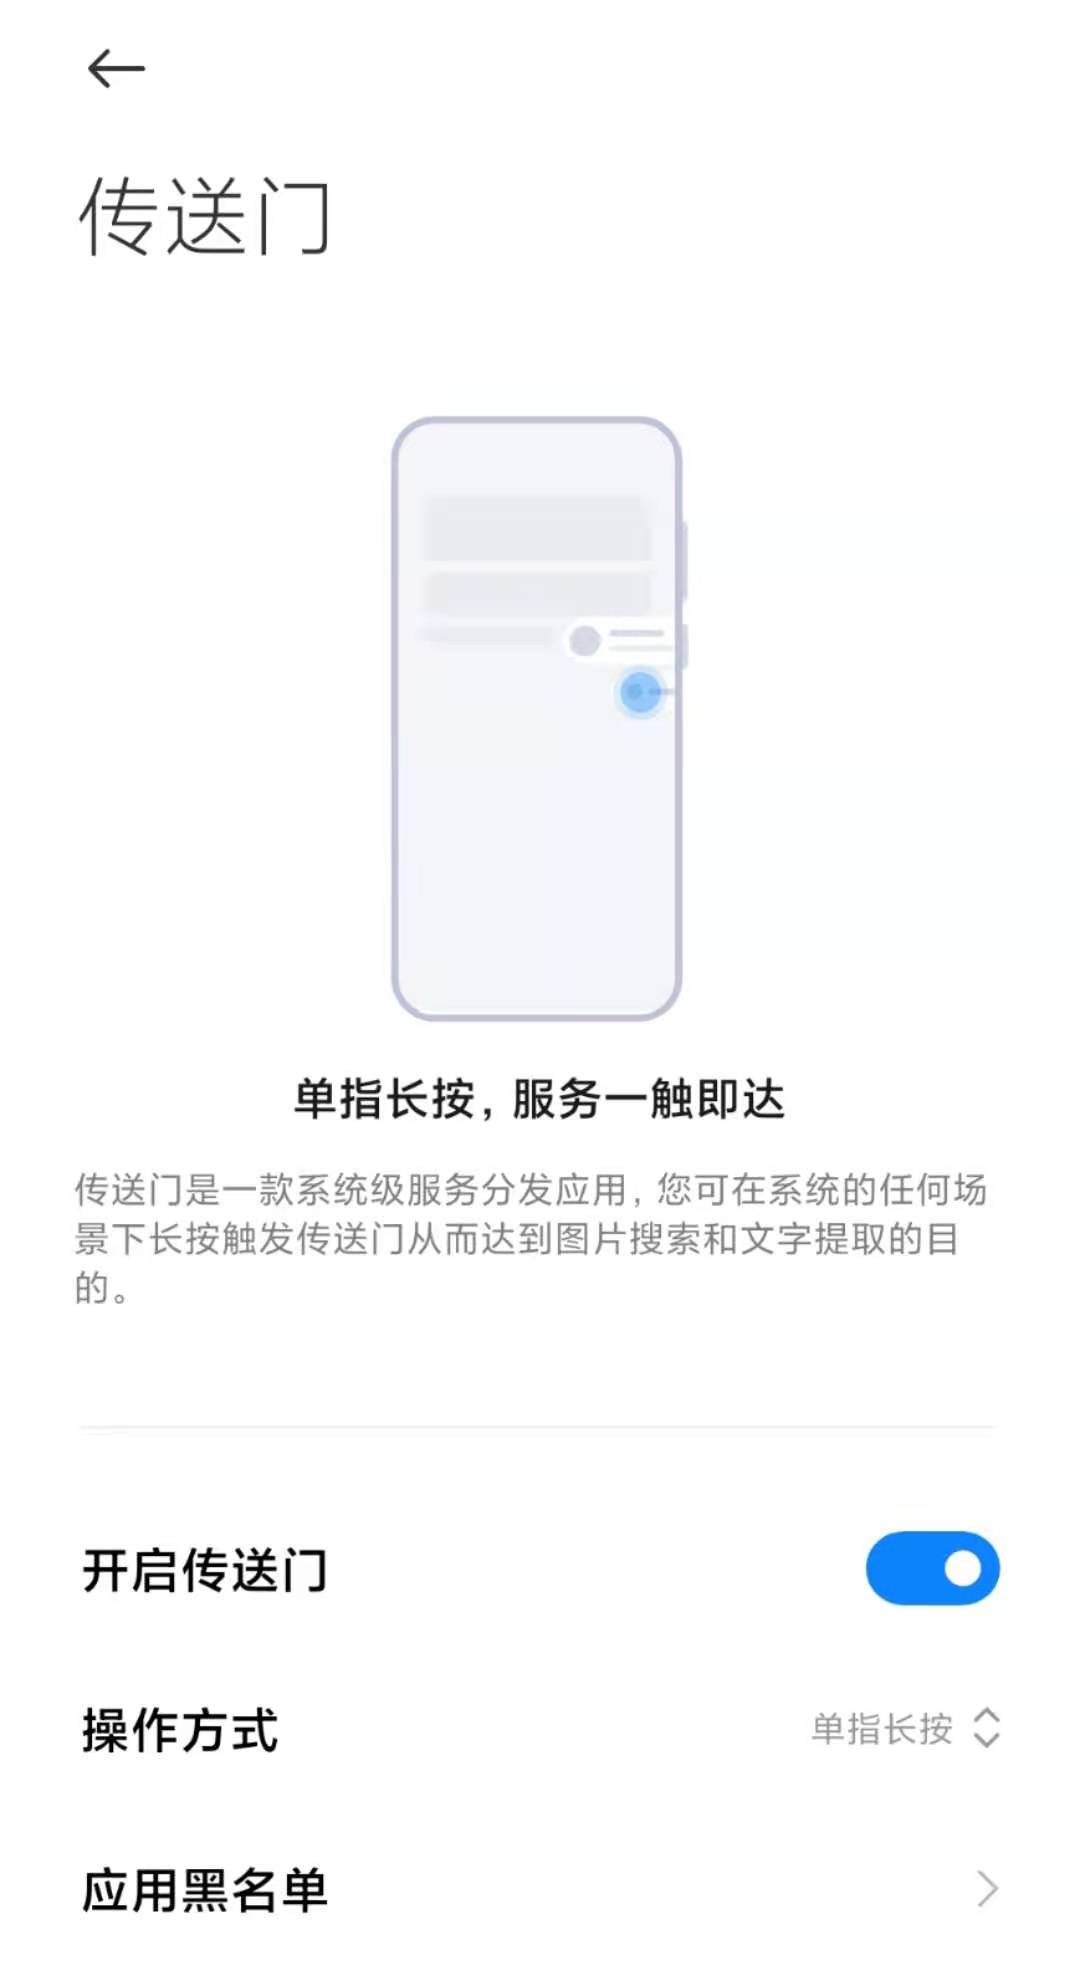 传送门
单指长按，服务一触即达
传送门是一款系统级服务分发应用，您可在系统的任何场
景下长按触发传送门从而达到图片搜索和文字提取的目
的。
开启传送门
操作方式
单指长按
应用黑名单